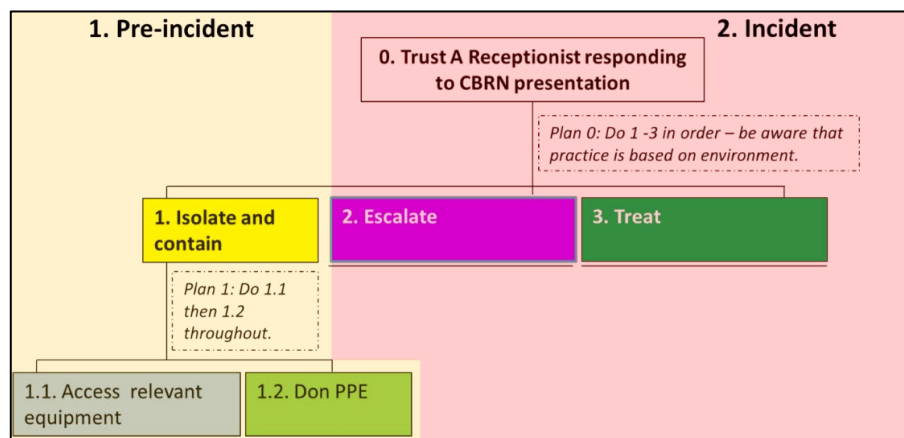 1. Pre-incident
2. Incident
0. Trust A Receptionist responding
to CBRN presentation
Plan 0: Do 1 -3 in order – be aware that
practice is based on environment.
1. Isolate and
contain
2. Escalate
3. Treat
Plan 1: Do 1.1
then 1.2
throughout.
1.1. Access relevant
equipment
1.2. Don PPE